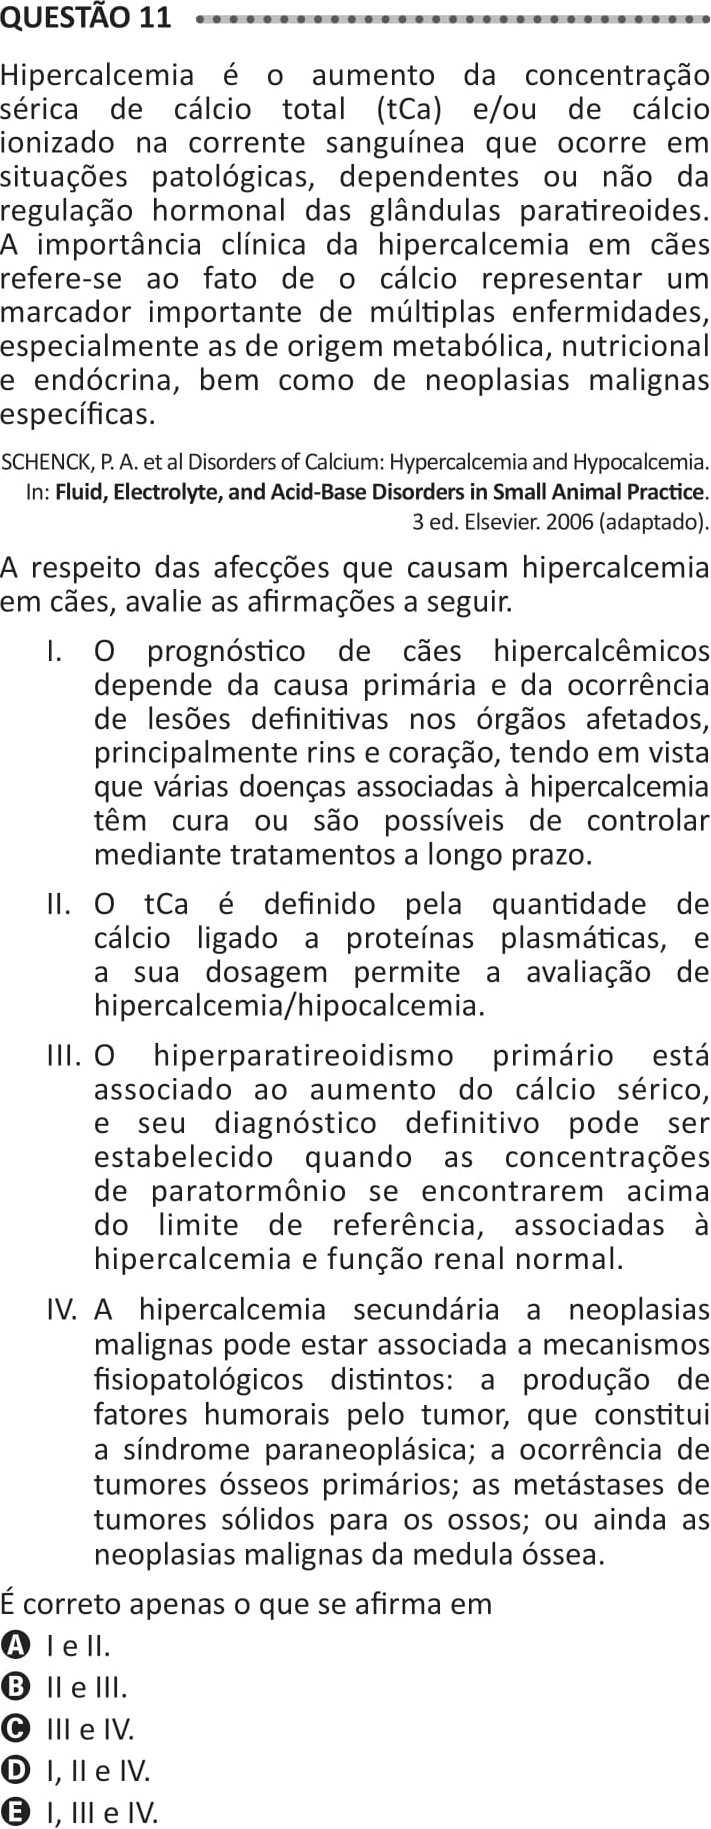 QUESTÃO 11
Hipercalcemia é o aumento da concentração
sérica de cálcio total (tCa) e/ou de cálcio
ionizado na corrente sanguínea que ocorre em
situações patológicas, dependentes ou não da
regulação hormonal das glândulas paratireoides.
A importância clínica da hipercalcemia em cães
refere-se ao fato de o cálcio representar um
marcador importante de múltiplas enfermidades,
especialmente as de origem metabólica, nutricional
e endócrina, bem como de neoplasias malignas
específicas.
SCHENCK, P. A. et al Disorders of Calcium: Hypercalcemia and Hypocalcemia.
In: Fluid, Electrolyte, and Acid-Base Disorders in Small Animal Practice.
3 ed. Elsevier. 2006 (adaptado).
A respeito das afecções que causam hipercalcemia
em cães, avalie as afirmações a seguir.
I. O prognóstico de cães hipercalcêmicos
depende da causa primária e da ocorrência
de lesões definitivas nos órgãos afetados,
principalmente rins e coração, tendo em vista
que várias doenças associadas à hipercalcemia
têm cura ou são possíveis de controlar
mediante tratamentos a longo prazo.
II. O tCa é definido pela quantidade de
cálcio ligado a proteínas plasmáticas, e
a sua dosagem permite a avaliação de
hipercalcemia/hipocalcemia.
III. O hiperparatireoidismo primário está
associado ao aumento do cálcio sérico,
e seu diagnóstico definitivo pode ser
estabelecido quando as concentrações
de paratormônio se encontrarem acima
do limite de referência, associadas à
hipercalcemia e função renal normal.
IV. A hipercalcemia secundária a neoplasias
malignas pode estar associada a mecanismos
fisiopatológicos distintos: a produção de
fatores humorais pelo tumor, que constitui
a síndrome paraneoplásica; a ocorrência de
tumores ósseos primários; as metástases de
tumores sólidos para os ossos; ou ainda as
neoplasias malignas da medula óssea.
É correto apenas o que se afirma em
A I e II.
B II e III.
C III e IV.
D I, II e IV.
E I, III e IV.